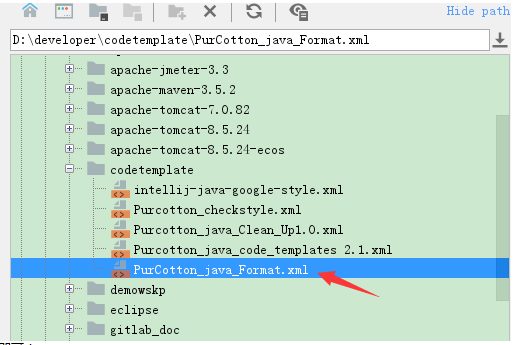 Hide path
D:\developer\codetemplate\PurCotton_java_Format.xml
apache-jmeter-3.3
apache-maven-3.5.2
apache-tomcat-7.0.82
apache-tomcat-8.5.24
apache-tomcat-8.5.24-ecos
codetemplate
intellij-java-google-style.xml
Purcotton_checkstyle.xml
Purcotton_java_Clean_Up1.0.xml
Purcotton_java_code_templates 2.1.xml
PurCotton_java_Format.xml
demowskp
eclipse
gitlab_doc